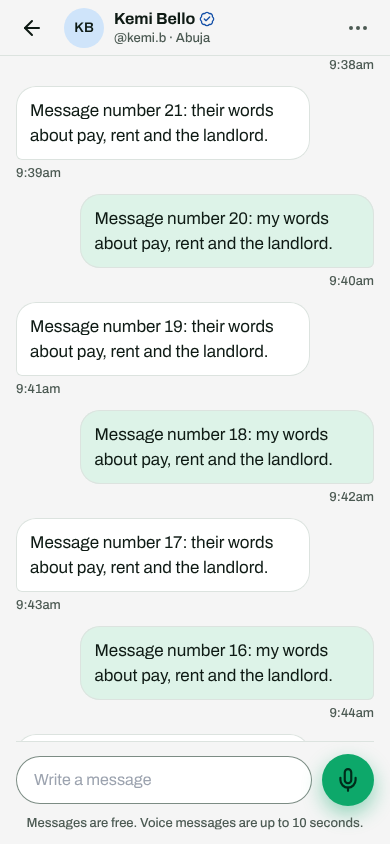 KB
Kemi Bello
@kemi.b · Abuja
9:38am
Message number 21: their words
about pay, rent and the landlord.
9:39am
Message number 20: my words
about pay, rent and the landlord.
9:40am
Message number 19: their words
about pay, rent and the landlord.
9:41am
Message number 18: my words
about pay, rent and the landlord.
9:42am
Message number 17: their words
about pay, rent and the landlord.
9:43am
Message number 16: my words
about pay, rent and the landlord.
9:44am
Write a message
Messages are free. Voice messages are up to 10 seconds.